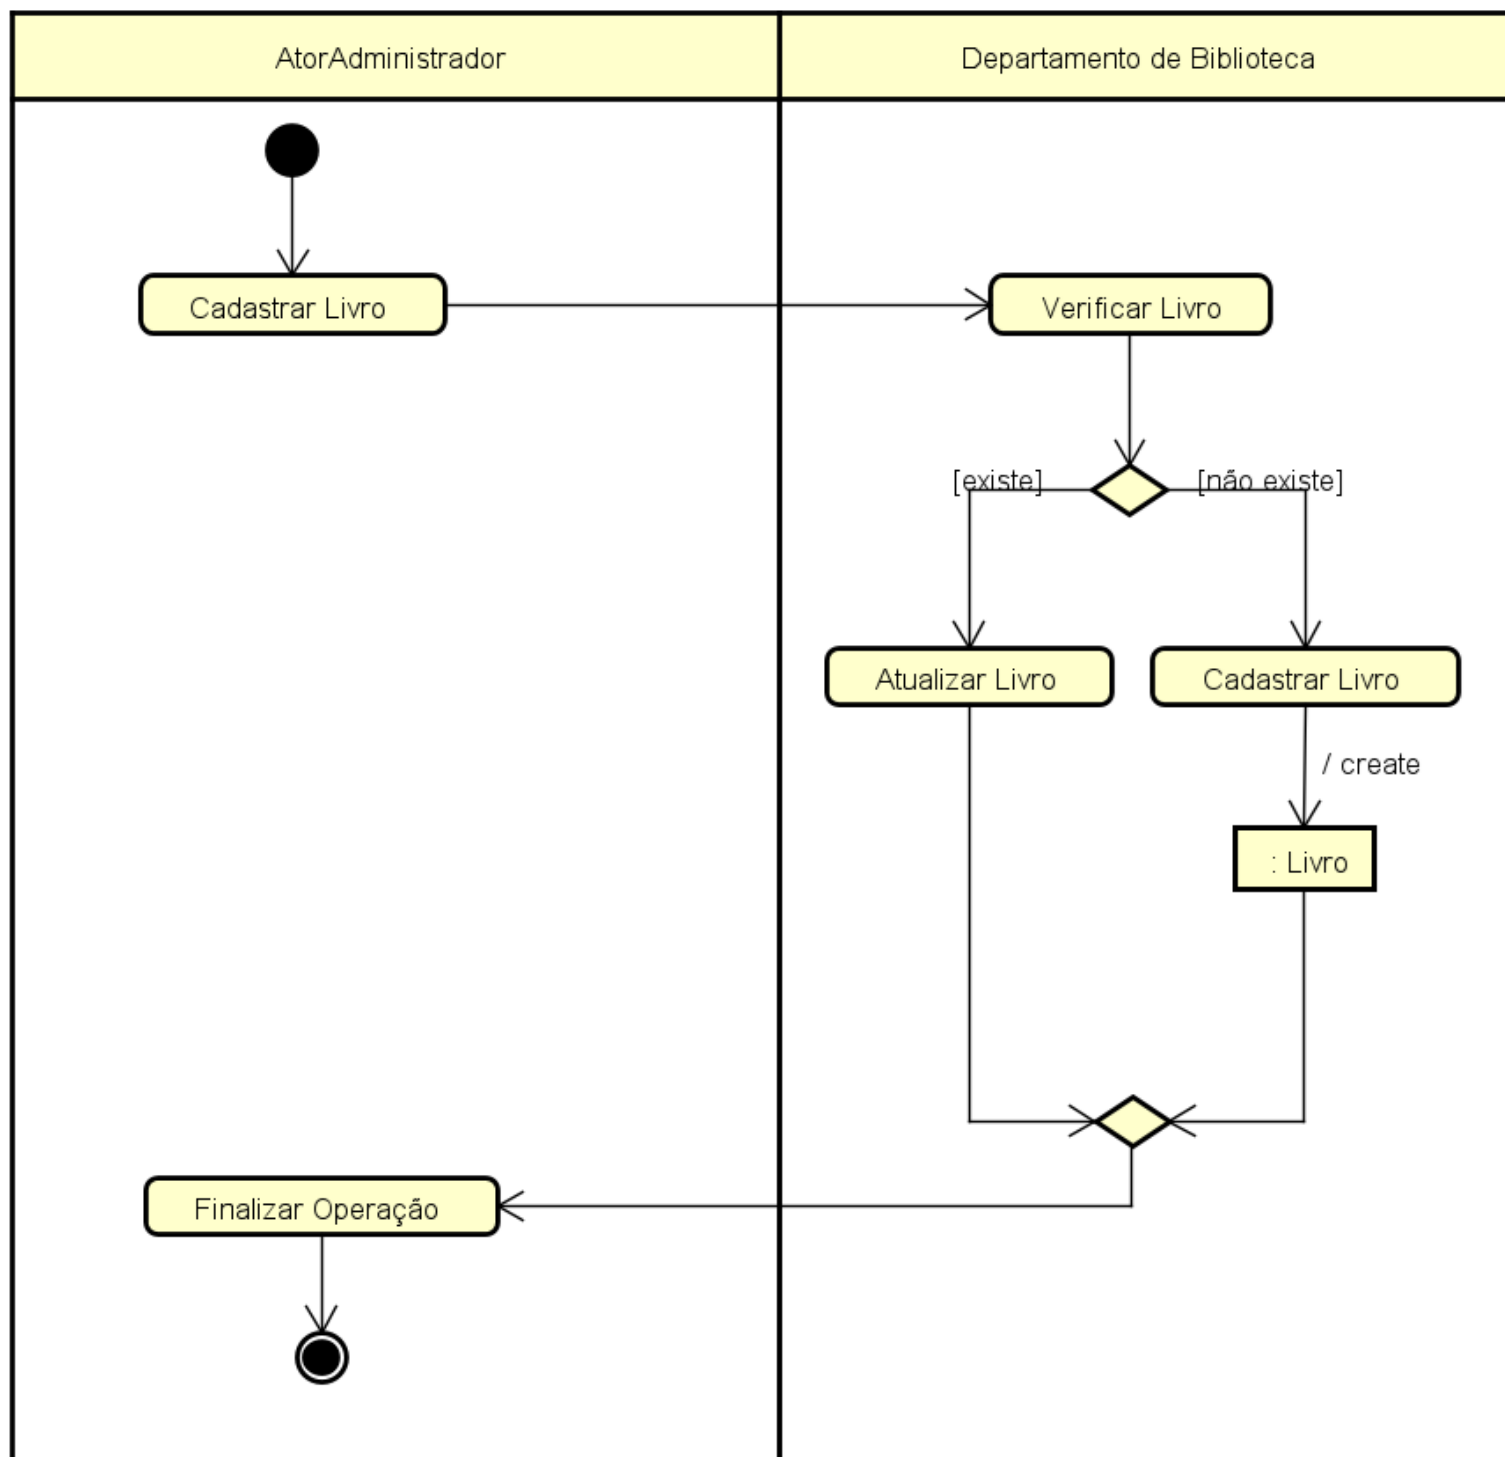 AtorAdministrador
Departamento de Biblioteca
Cadastrar Livro
Verificar Livro
[existe]
[não existe]
Atualizar Livro
Cadastrar Livro
/ create
: Livro
Finalizar Operação